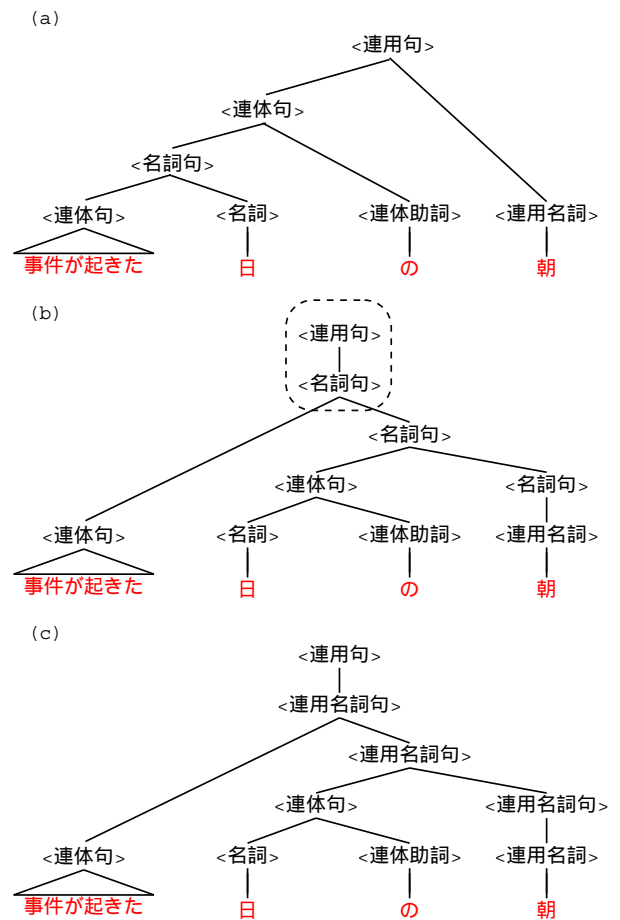 (a)
<連用句>
<連体句>
<名詞句>
<連体句> <名詞> <連体助詞> <連用名詞>
事件が起きた 日 の 朝
(b)
<連用句>
<名詞句>
<名詞句>
<連体句> <名詞句>
<連体句> <名詞> <連体助詞> <連用名詞>
事件が起きた 日 の 朝
(c)
<連用句>
<連用名詞句>
<連用名詞句>
<連体句> <連用名詞句>
<連体句> <名詞> <連体助詞> <連用名詞>
事件が起きた 日 の 朝